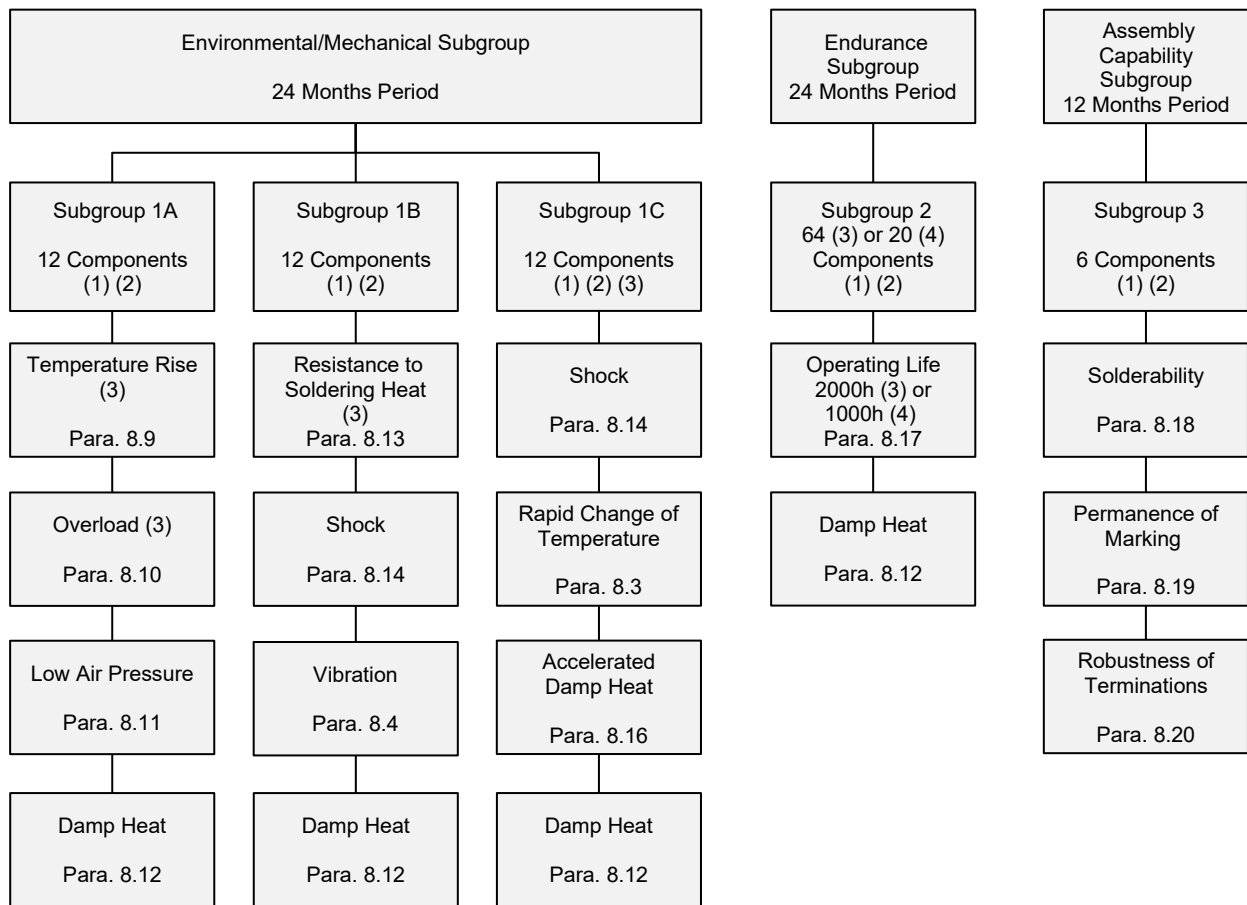 Environmental/Mechanical Subgroup
24 Months Period
Endurance
Subgroup
24 Months Period
Assembly
Capability
Subgroup
12 Months Period
Subgroup 1A
12 Components
(1) (2)
Subgroup 1B
12 Components
(1) (2)
Subgroup 1C
12 Components
(1) (2) (3)
Subgroup 2
64 (3) or 20 (4)
Components
(1) (2)
Subgroup 3
6 Components
(1) (2)
Temperature Rise
(3)
Para. 8.9
Resistance to
Soldering Heat
(3)
Para. 8.13
Shock
Para. 8.14
Operating Life
2000h (3) or
1000h (4)
Para. 8.17
Solderability
Para. 8.18
Overload (3)
Para. 8.10
Shock
Para. 8.14
Rapid Change of
Temperature
Para. 8.3
Damp Heat
Para. 8.12
Permanence of
Marking
Para. 8.19
Low Air Pressure
Para. 8.11
Vibration
Para. 8.4
Accelerated
Damp Heat
Para. 8.16
Robustness of
Terminations
Para. 8.20
Damp Heat
Para. 8.12
Damp Heat
Para. 8.12
Damp Heat
Para. 8.12